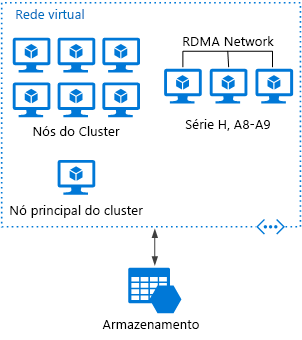 Rede virtual
RDMA Network
Nós do Cluster
Série H, A8-A9
Nó principal do cluster
Armazenamento